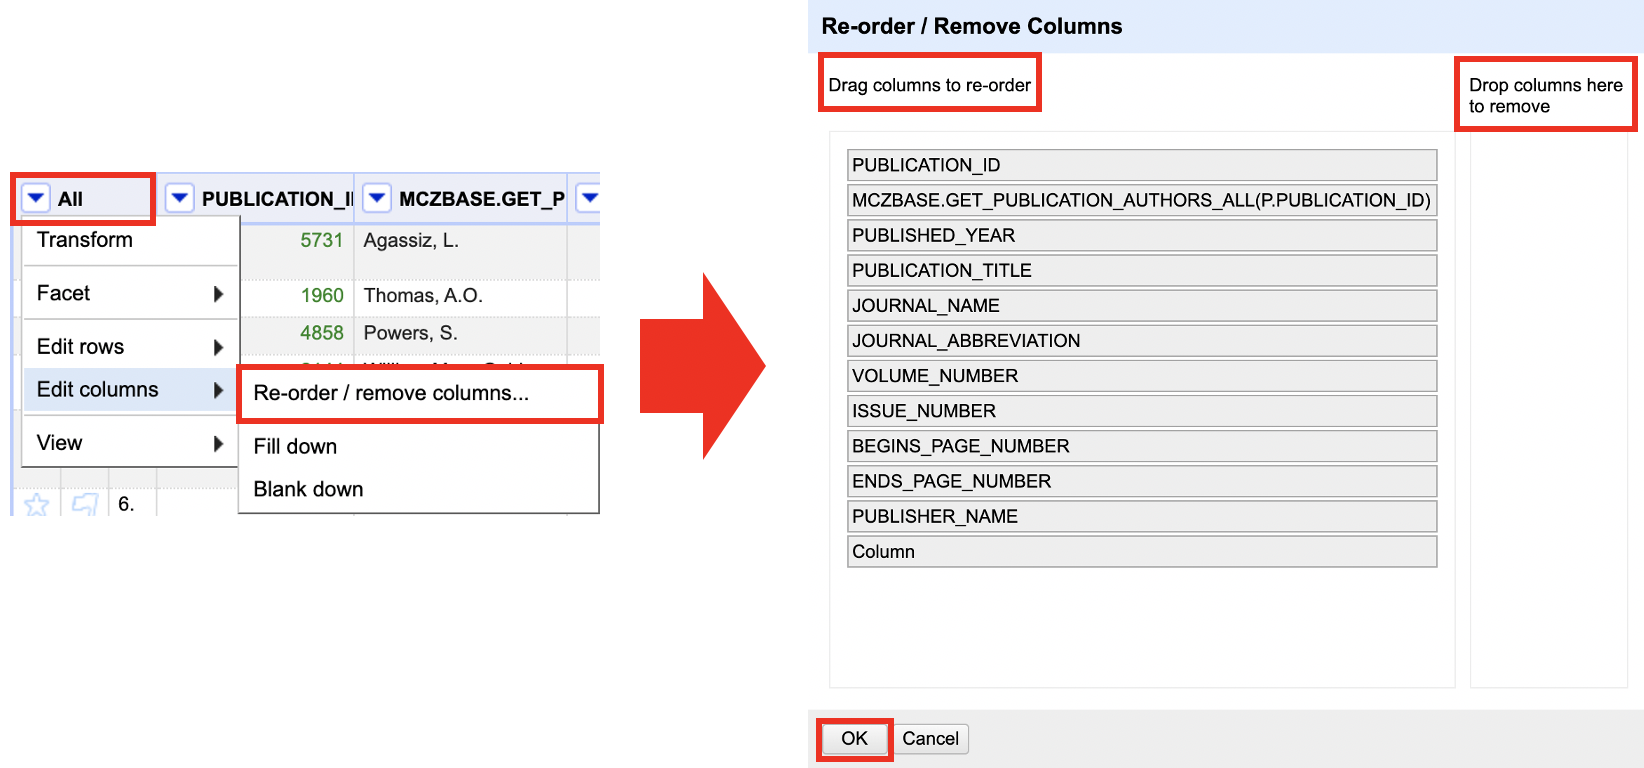 All
PUBLICATION_I
MCZBASE.GET_P
Transform
5731
Agassiz, L.
Facet
1960
Thomas, A.O.
Edit rows
4858
Powers, S.
Edit columns
Re-order / remove columns...
View
Fill down
Blank down
6.
Re-order / Remove Columns
Drag columns to re-order
Drop columns here
to remove
PUBLICATION_ID
MCZBASE.GET_PUBLICATION_AUTHORS_ALL(P.PUBLICATION_ID)
PUBLISHED_YEAR
PUBLICATION_TITLE
JOURNAL_NAME
JOURNAL_ABBREVIATION
VOLUME_NUMBER
ISSUE_NUMBER
BEGINS_PAGE_NUMBER
ENDS_PAGE_NUMBER
PUBLISHER_NAME
Column
OK
Cancel